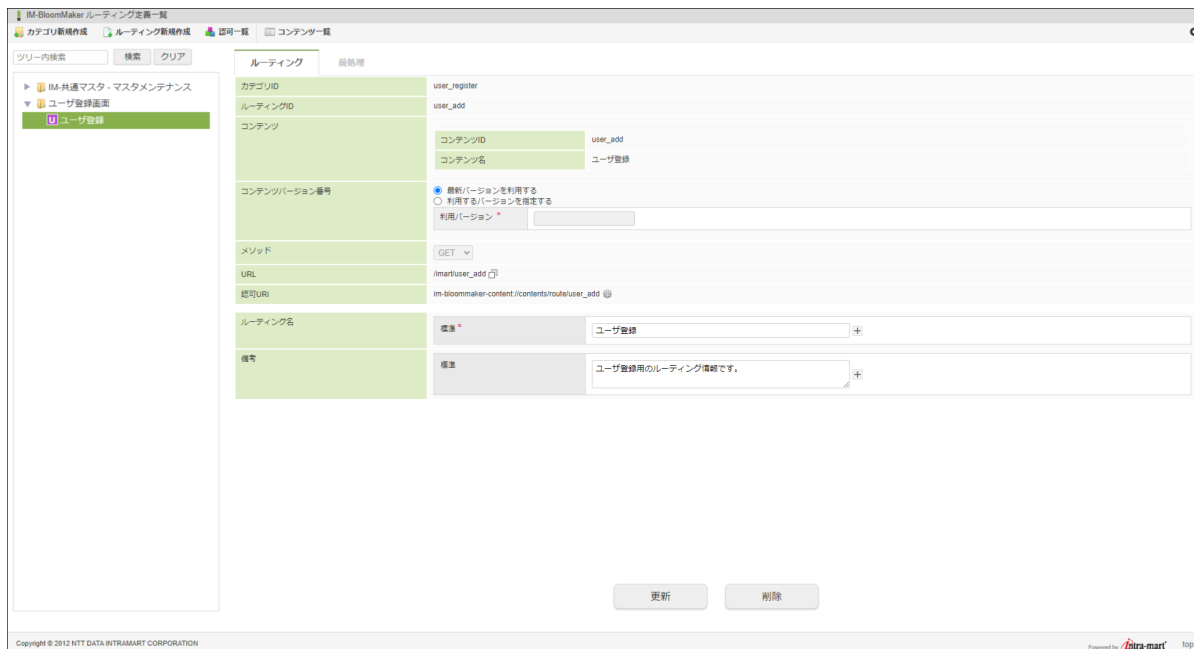 IM-BloomMaker ルーティング定義一覧
カテゴリ新規作成 ルーティング新規作成 認可一覧 コンテンツ一覧
ツリー内検索 検索 クリア
IM-共通マスタ - マスタメンテナンス
ユーザ登録画面
U ユーザ登録
ルーティング 前処理
カテゴリID user_register
ルーティングID user_add
コンテンツ
コンテンツID user_add
コンテンツ名 ユーザ登録
コンテンツバージョン番号 最新バージョンを利用する
利用するバージョンを指定する
利用バージョン *
メソッド GET
URL /imart/user_add
認可URI im-bloommaker-content://contents/route/user_add
ルーティング名 標準 * ユーザ登録
備考 標準 ユーザ登録用のルーティング情報です。
更新 削除
Copyright © 2012 NTT DATA INTRAMART CORPORATION Powered by intra-mart top